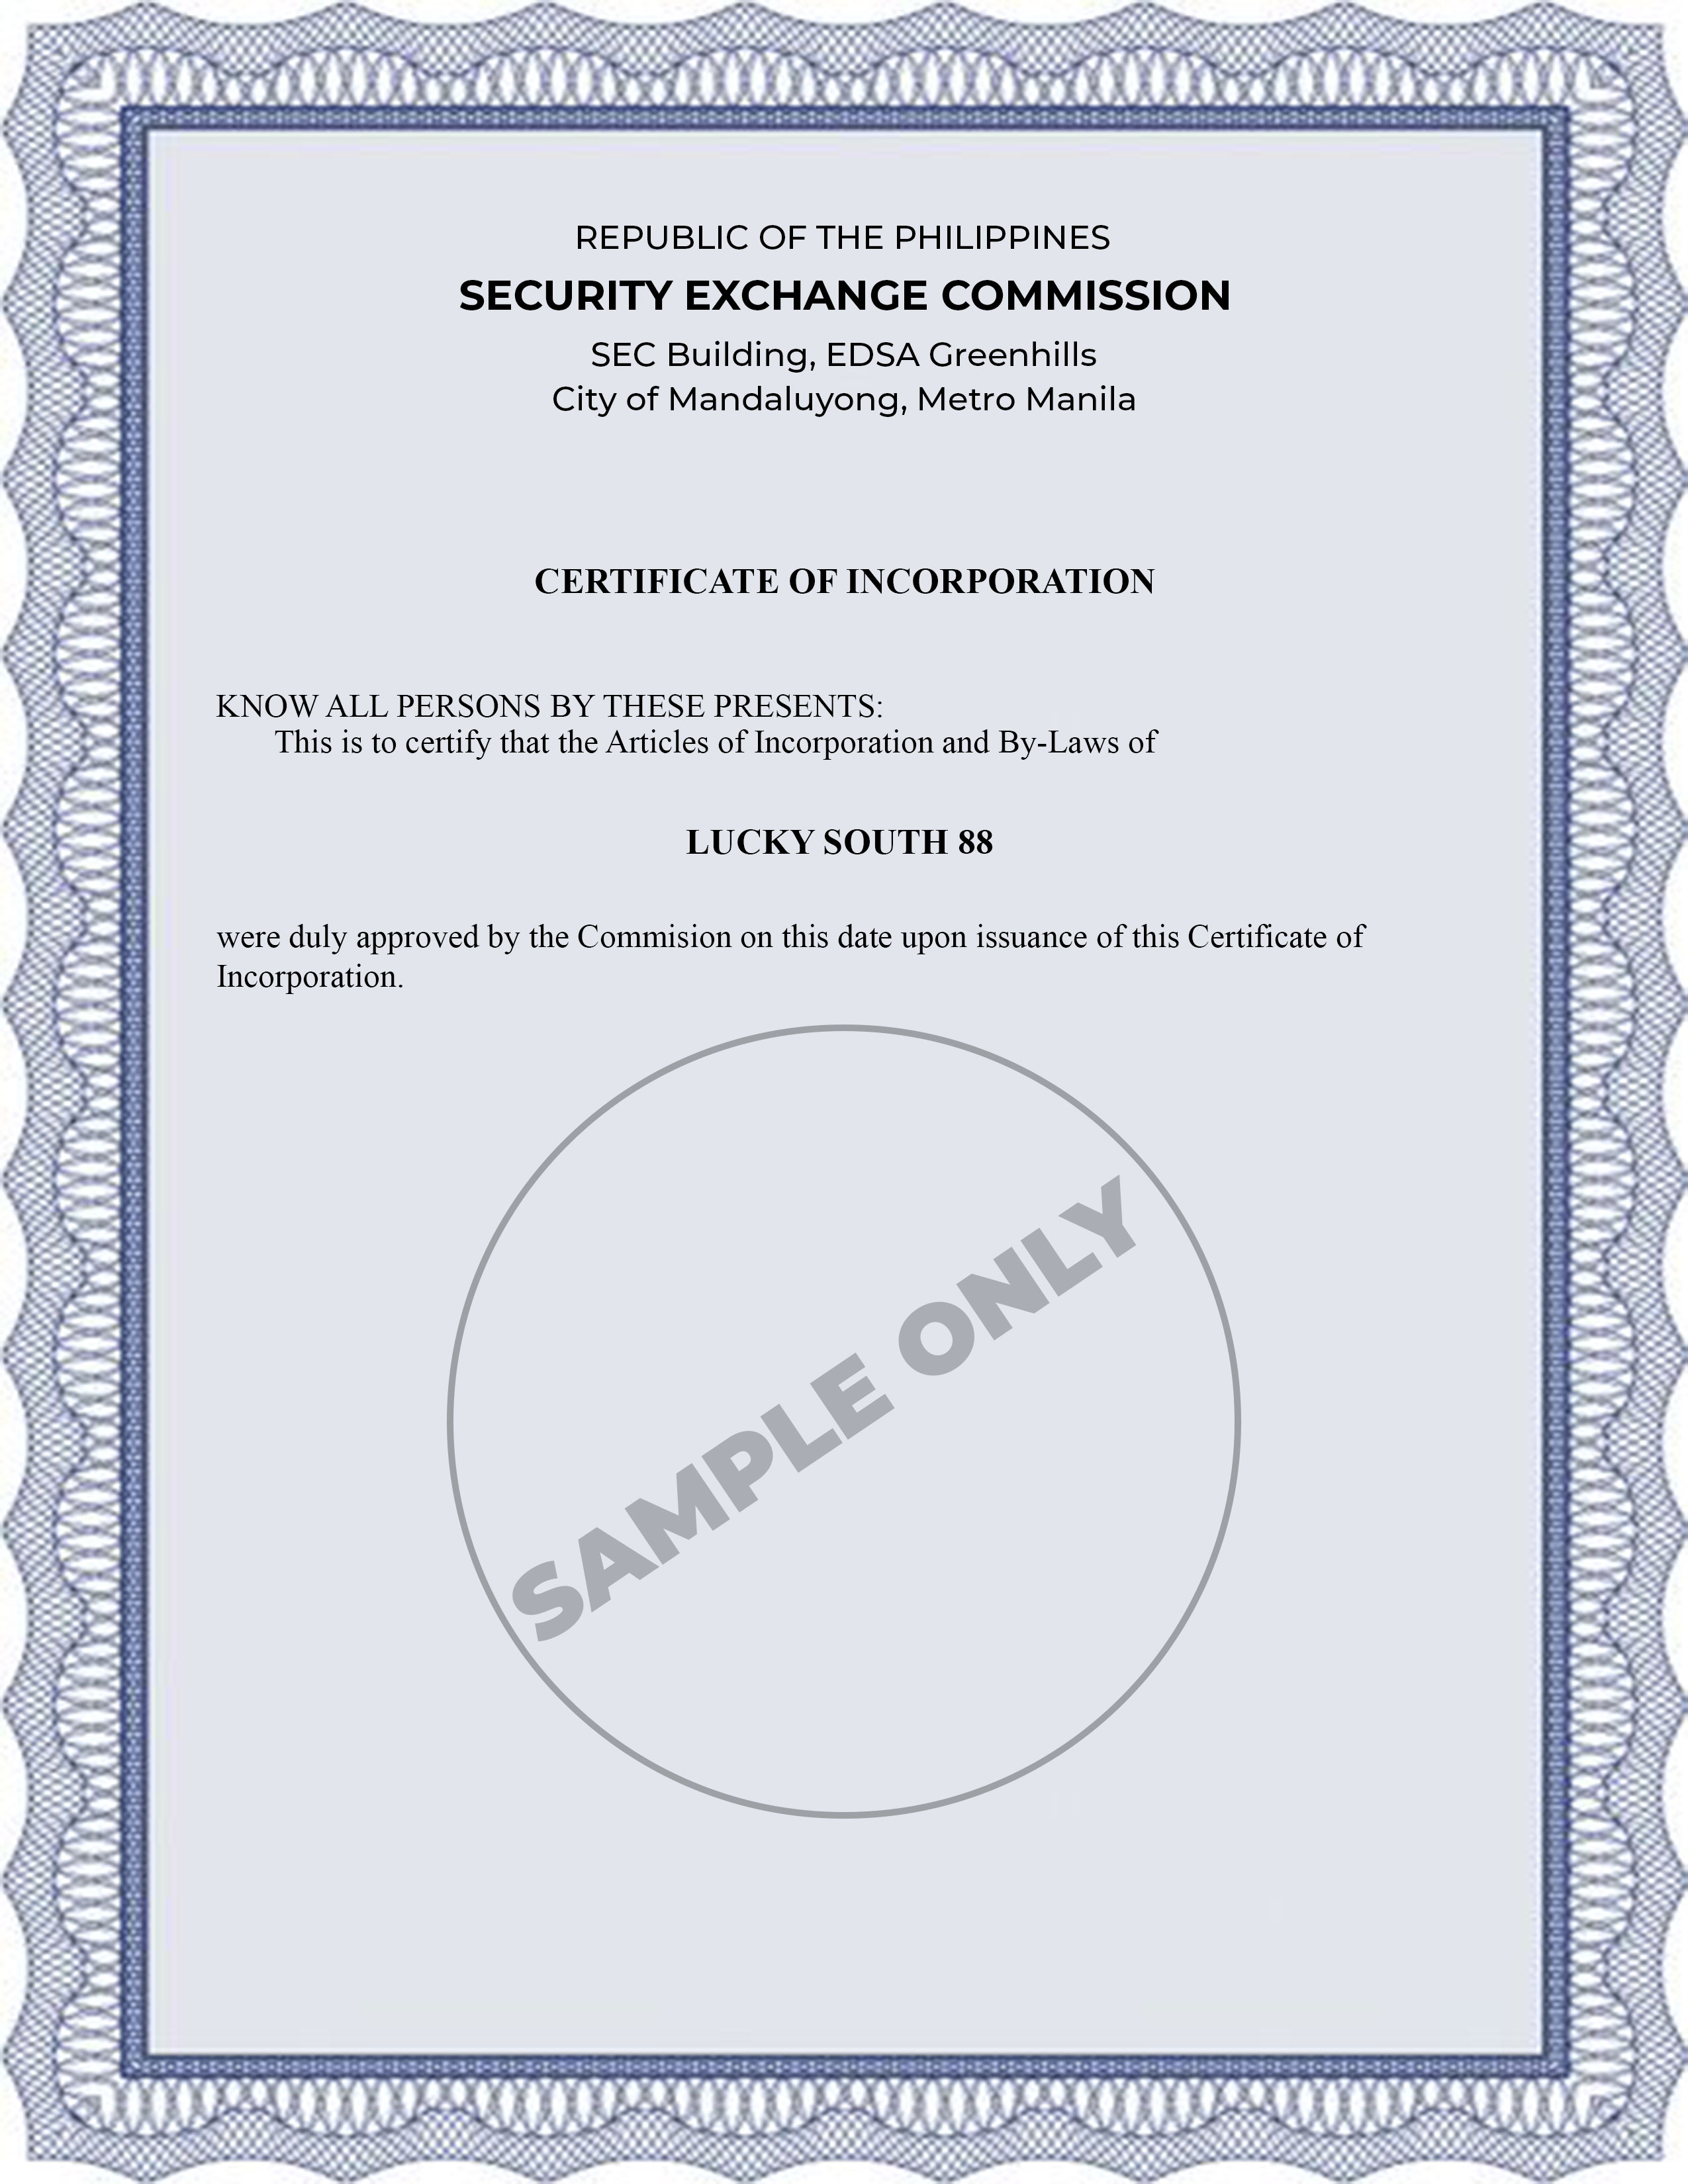 REPUBLIC OF THE PHILIPPINES
SECURITY EXCHANGE COMMISSION
SEC Building, EDSA Greenhills
City of Mandaluyong, Metro Manila
CERTIFICATE OF INCORPORATION
KNOW ALL PERSONS BY THESE PRESENTS:
This is to certify that the Articles of Incorporation and By-Laws of
LUCKY SOUTH 88
were duly approved by the Commision on this date upon issuance of this Certificate of
Incorporation.
SAMPLE ONLY